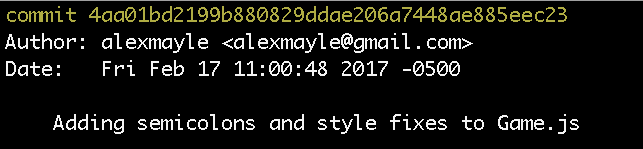 commit 4aa01bd2199b880829ddae206a7448ae885eec23
Author: alexmayle <alexmayle@gmail.com>
Date:   Fri Feb 17 11:00:48 2017 -0500
Adding semicolons and style fixes to Game.js